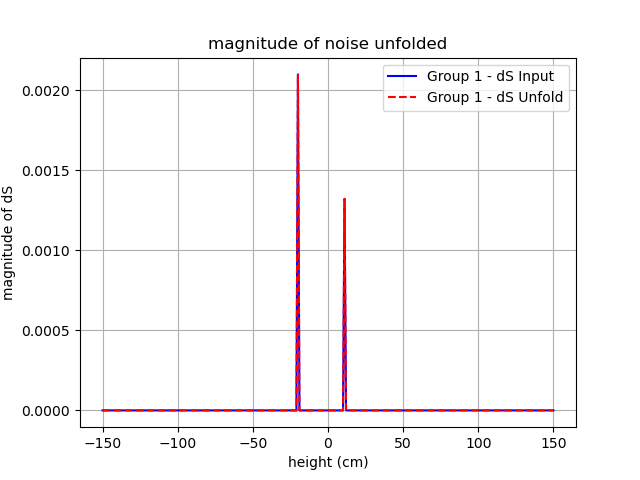 magnitude of noise unfolded
Group 1 - dS Input
Group 1 - dS Unfold
magnitude of dS
0.0020
0.0015
0.0010
0.0005
0.0000
−150
−100
−50
0
50
100
150
height (cm)